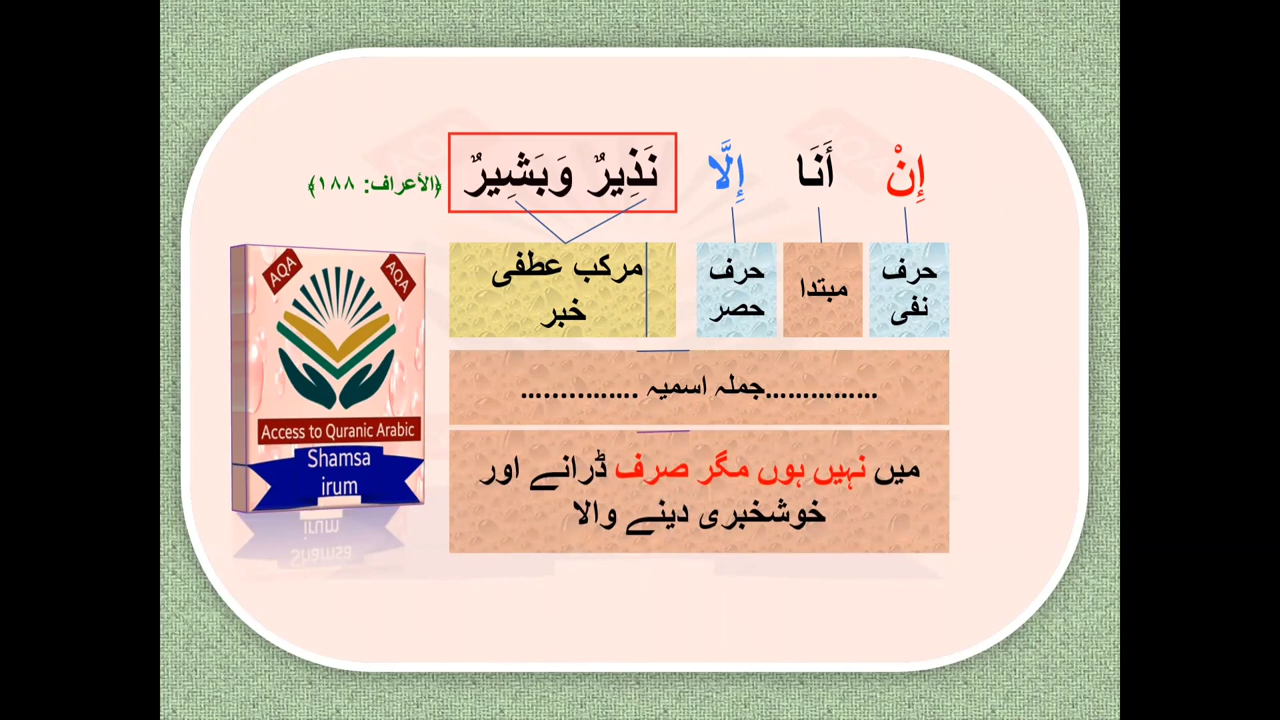 إِنْ أَنَا إِلَّا نَذِيرٌ وَبَشِيرٌ ﴿الأعراف: ١٨٨﴾
حرف نفی
مبتدا
حرف حصر
مرکب عطفی
خبر
...............جملہ اسمیہ ...............
میں نہیں ہوں مگر صرف ڈرانے اور
خوشخبری دینے والا
AQA
AQA
Access to Quranic Arabic
Shamsa
irum